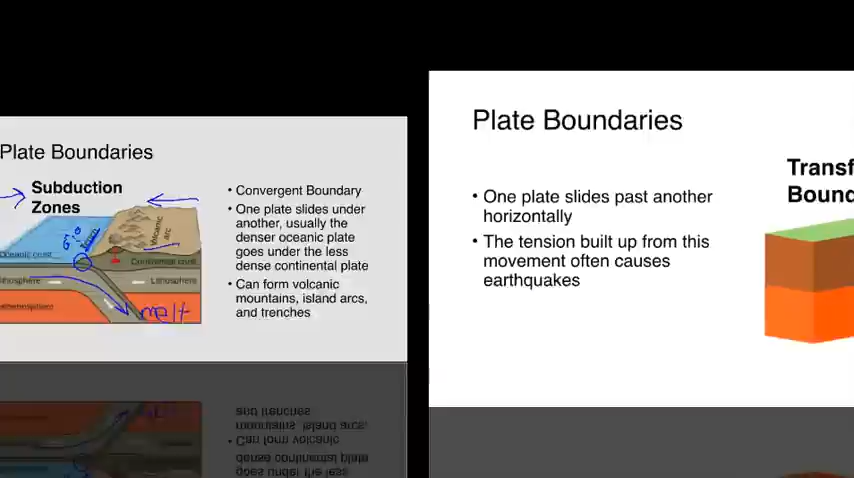 Plate Boundaries
Subduction
Zones
Oceanic crust
Trench
Volcanic
arc
Continental crust
Lithosphere
Lithosphere
Asthenosphere
melt
• Convergent Boundary
• One plate slides under
another, usually the
denser oceanic plate
goes under the less
dense continental plate
• Can form volcanic
mountains, island arcs,
and trenches
Plate Boundaries
• One plate slides past another
horizontally
• The tension built up from this
movement often causes
earthquakes
Transf
Bound